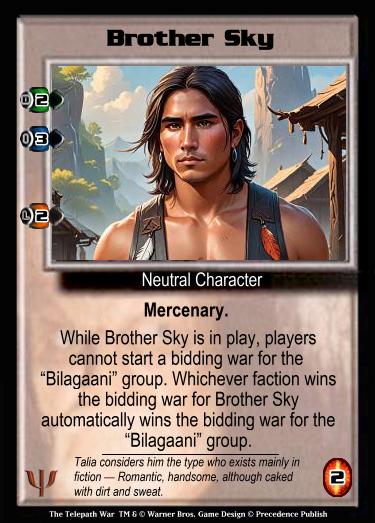 Brother Sky
D 2
I 3
L 2
Neutral Character
Mercenary.
While Brother Sky is in play, players
cannot start a bidding war for the
“Bilagaani” group. Whichever faction wins
the bidding war for Brother Sky
automatically wins the bidding war for the
“Bilagaani” group.
Talia considers him the type who exists mainly in
fiction — Romantic, handsome, although caked
with dirt and sweat.
2
The Telepath War TM & © Warner Bros. Game Design © Precedence Publish